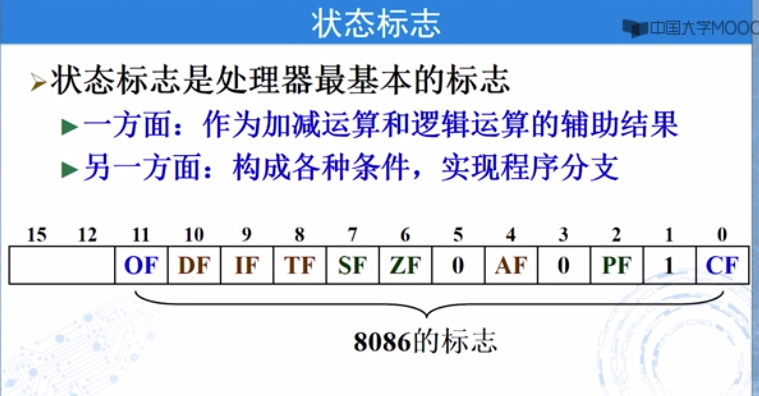 状态标志
中国大学MOOC
状态标志是处理器最基本的标志
一方面：作为加减运算和逻辑运算的辅助结果
另一方面：构成各种条件，实现程序分支
15 12 11 10 9 8 7 6 5 4 3 2 1 0
OF DF IF TF SF ZF 0 AF 0 PF 1 CF
8086的标志